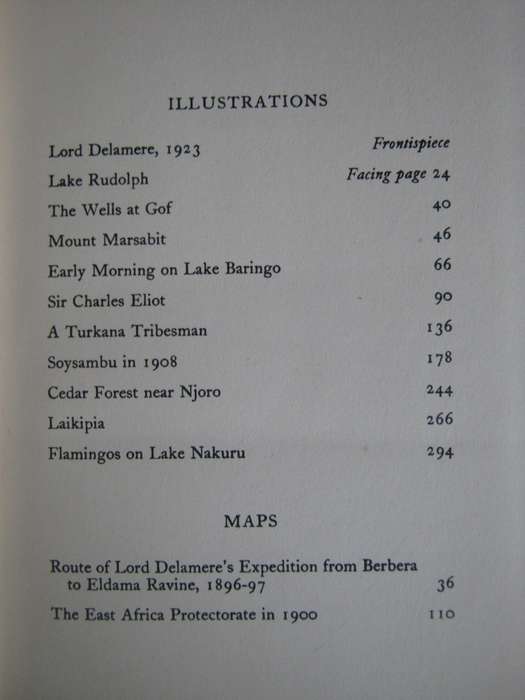 ILLUSTRATIONS
Lord Delamere, 1923 Frontispiece
Lake Rudolph Facing page 24
The Wells at Gof 40
Mount Marsabit 46
Early Morning on Lake Baringo 66
Sir Charles Eliot 90
A Turkana Tribesman 136
Soysambu in 1908 178
Cedar Forest near Njoro 244
Laikipia 266
Flamingos on Lake Nakuru 294
MAPS
Route of Lord Delamere's Expedition from Berbera
to Eldama Ravine, 1896-97 36
The East Africa Protectorate in 1900 110